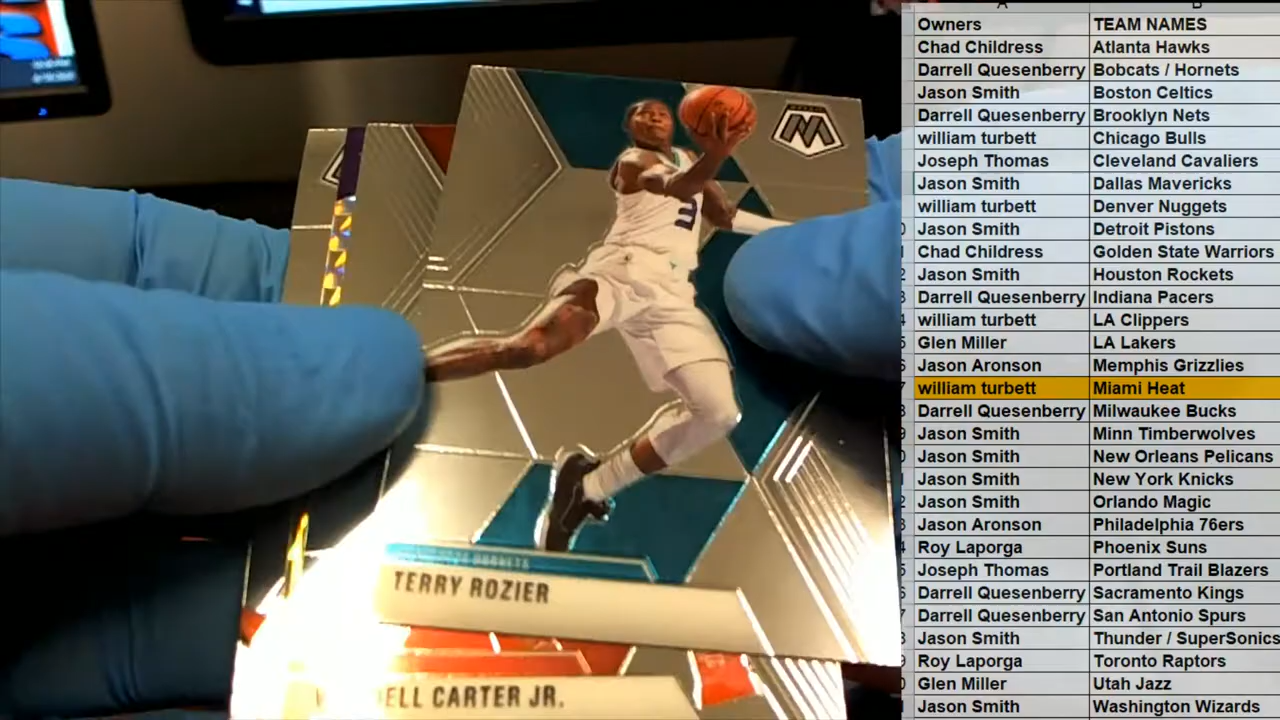 A B
Owners TEAM NAMES
Chad Childress Atlanta Hawks
Darrell Quesenberry Bobcats / Hornets
Jason Smith Boston Celtics
Darrell Quesenberry Brooklyn Nets
william turbett Chicago Bulls
Joseph Thomas Cleveland Cavaliers
Jason Smith Dallas Mavericks
william turbett Denver Nuggets
Jason Smith Detroit Pistons
Chad Childress Golden State Warriors
Jason Smith Houston Rockets
Darrell Quesenberry Indiana Pacers
william turbett LA Clippers
Glen Miller LA Lakers
Jason Aronson Memphis Grizzlies
william turbett Miami Heat
Darrell Quesenberry Milwaukee Bucks
Jason Smith Minn Timberwolves
Jason Smith New Orleans Pelicans
Jason Smith New York Knicks
Jason Smith Orlando Magic
Jason Aronson Philadelphia 76ers
Roy Laporga Phoenix Suns
Joseph Thomas Portland Trail Blazers
Darrell Quesenberry Sacramento Kings
Darrell Quesenberry San Antonio Spurs
Jason Smith Thunder / SuperSonics
Roy Laporga Toronto Raptors
Glen Miller Utah Jazz
Jason Smith Washington Wizards
M
3
HORNETS
TERRY ROZIER
CARTER JR.